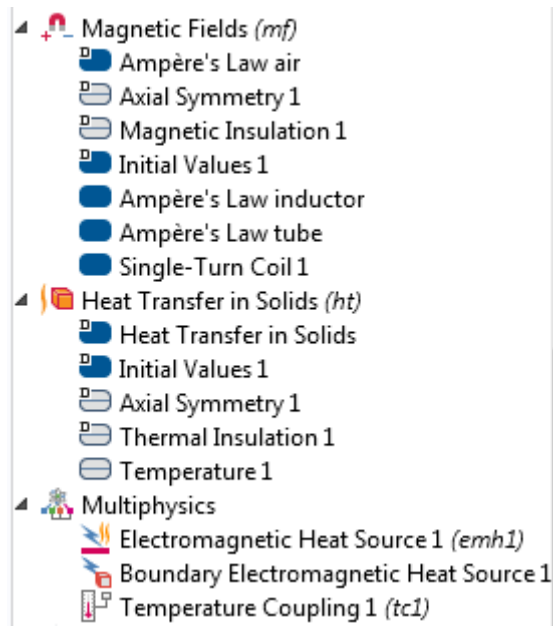 Magnetic Fields (mf)
D Ampère's Law air
D Axial Symmetry 1
D Magnetic Insulation 1
D Initial Values 1
Ampère's Law inductor
Ampère's Law tube
Single-Turn Coil 1
Heat Transfer in Solids (ht)
D Heat Transfer in Solids
D Initial Values 1
D Axial Symmetry 1
D Thermal Insulation 1
Temperature 1
Multiphysics
Electromagnetic Heat Source 1 (emh1)
Boundary Electromagnetic Heat Source 1
Temperature Coupling 1 (tc1)